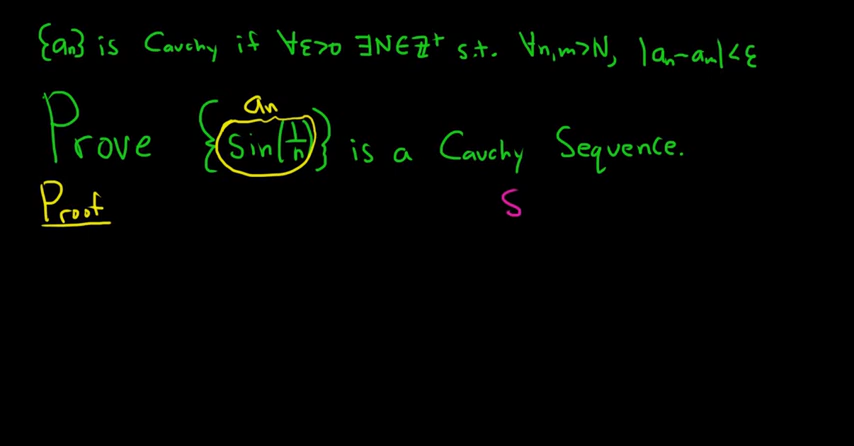 {aₙ} is Cauchy if ∀ε>0 ∃N∈ℤ⁺ s.t. ∀n,m>N, |aₙ-aₘ|<ε
aₙ
Prove {sin(1/n)} is a Cauchy Sequence.
Proof
S